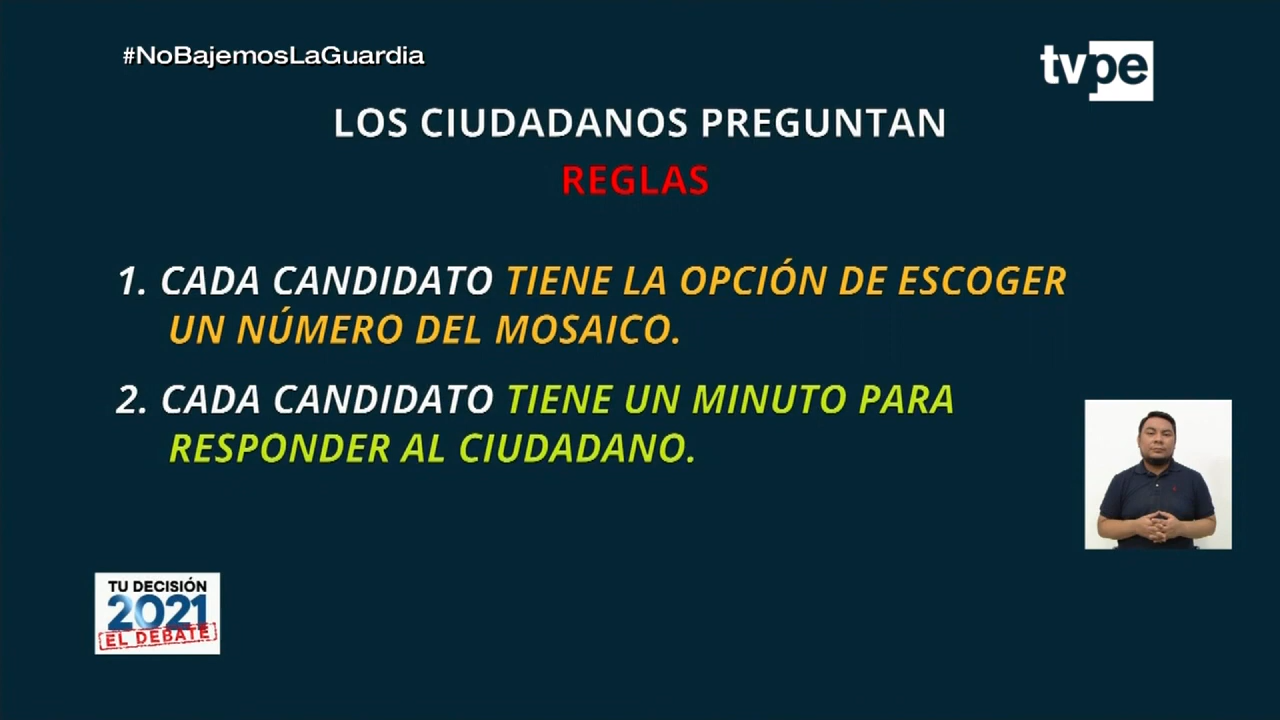 #NoBajemosLaGuardia
tvpe
LOS CIUDADANOS PREGUNTAN
REGLAS
1. CADA CANDIDATO TIENE LA OPCIÓN DE ESCOGER
UN NÚMERO DEL MOSAICO.
2. CADA CANDIDATO TIENE UN MINUTO PARA
RESPONDER AL CIUDADANO.
TU DECISIÓN
2021
EL DEBATE